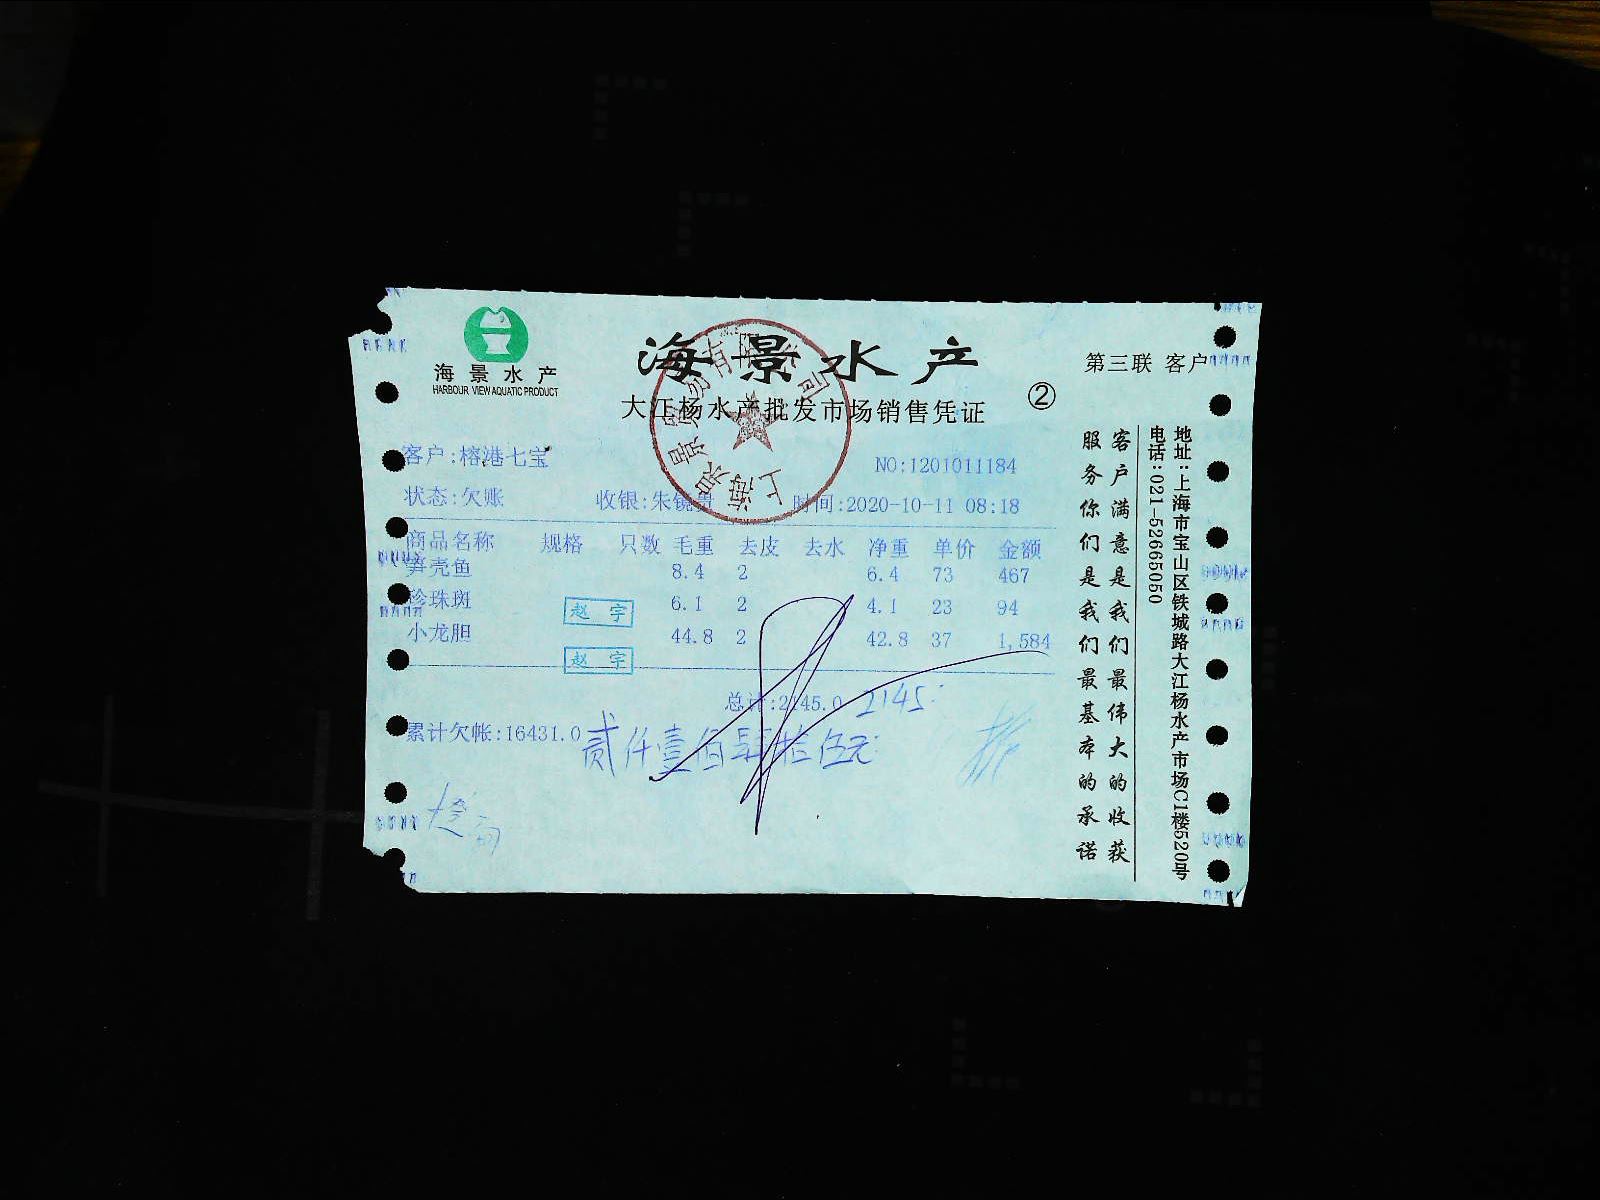 海景水产
HARBOUR VIEW AQUATIC PRODUCT
海景水产
大江杨水产批发市场销售凭证
②
第三联 客户
客户:榕港七宝
NO:1201011184
状态:欠账 收银:朱镜贵 时间:2020-10-11 08:18
商品名称 规格 只数 毛重 去皮 去水 净重 单价 金额
笋壳鱼 8.4 2 6.4 73 467
珍珠斑 6.1 2 4.1 23 94
赵宇
小龙胆 44.8 2 42.8 37 1,584
赵宇
总计:2145.0 2145.
累计欠帐:16431.0
贰仟壹佰肆拾伍元
客户满意是我们最伟大的收获
服务你们是我们最基本的承诺
地址:上海市宝山区铁城路大江杨水产市场C1楼520号
电话:021-52665050